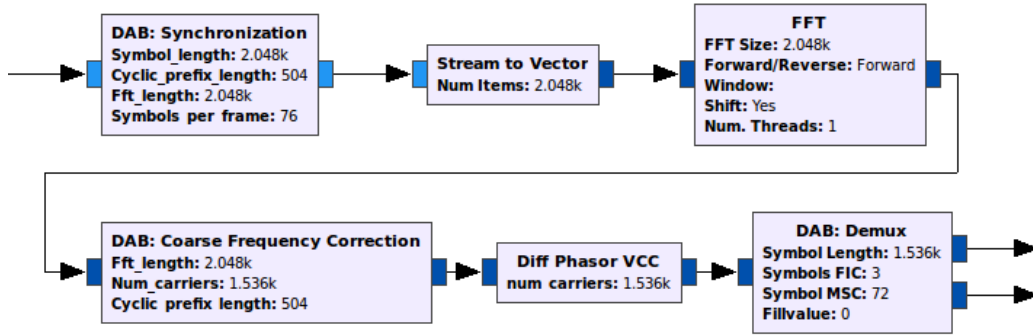 DAB: Synchronization
Symbol_length: 2.048k
Cyclic_prefix_length: 504
Fft_length: 2.048k
Symbols per frame: 76
Stream to Vector
Num Items: 2.048k
FFT
FFT Size: 2.048k
Forward/Reverse: Forward
Window:
Shift: Yes
Num. Threads: 1
DAB: Coarse Frequency Correction
Fft_length: 2.048k
Num_carriers: 1.536k
Cyclic prefix length: 504
Diff Phasor VCC
num carriers: 1.536k
DAB: Demux
Symbol Length: 1.536k
Symbols FIC: 3
Symbol MSC: 72
Fillvalue: 0